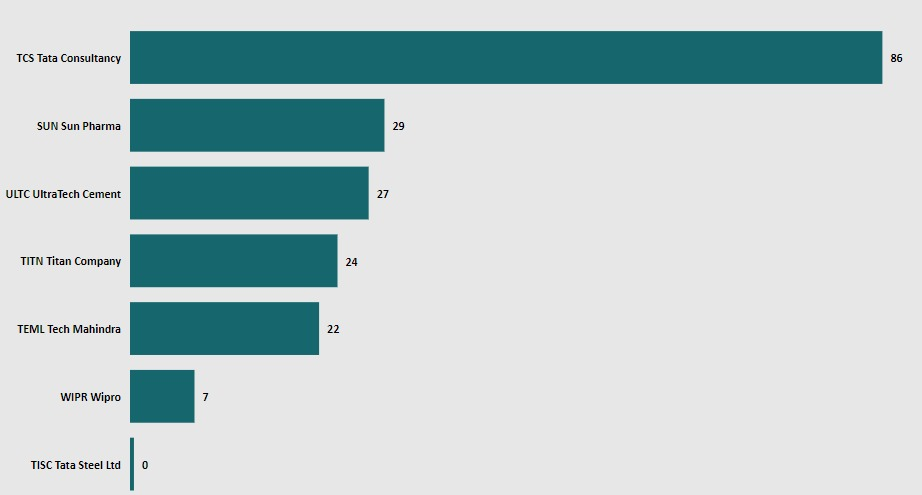 TCS Tata Consultancy 86
SUN Sun Pharma 29
ULTC UltraTech Cement 27
TITN Titan Company 24
TEML Tech Mahindra 22
WIPR Wipro 7
TISC Tata Steel Ltd 0